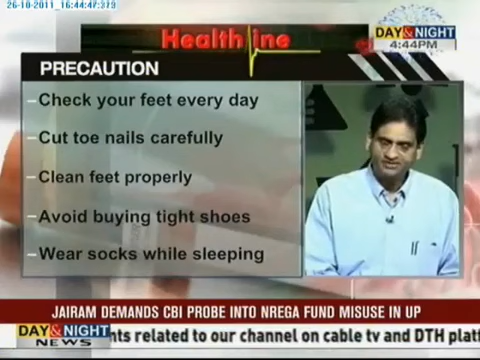 26-10-2011_16:44:47:379
Healthline
DAY&NIGHT
4:44PM
PRECAUTION
–Check your feet every day
–Cut toe nails carefully
–Clean feet properly
–Avoid buying tight shoes
–Wear socks while sleeping
JAIRAM DEMANDS CBI PROBE INTO NREGA FUND MISUSE IN UP
DAY&NIGHT
NEWS
nts related to our channel on cable tv and DTH platf